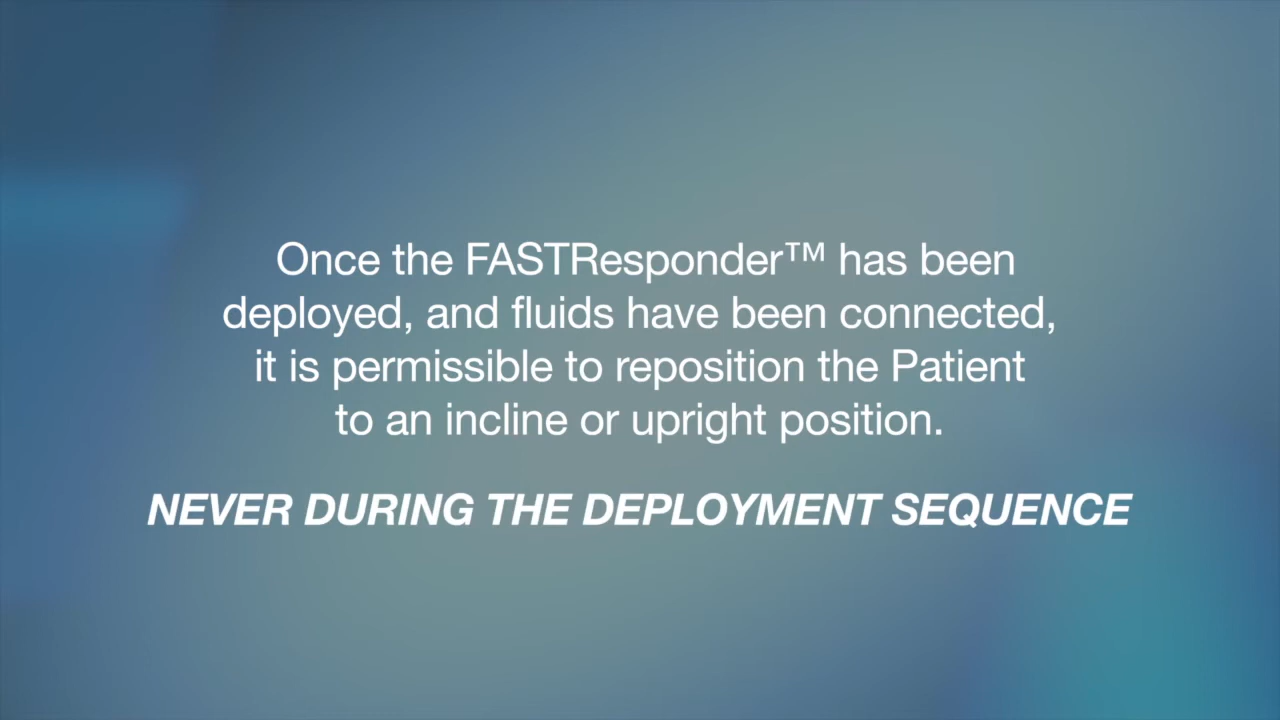 Once the FASTResponder™ has been
deployed, and fluids have been connected,
it is permissible to reposition the Patient
to an incline or upright position.
NEVER DURING THE DEPLOYMENT SEQUENCE